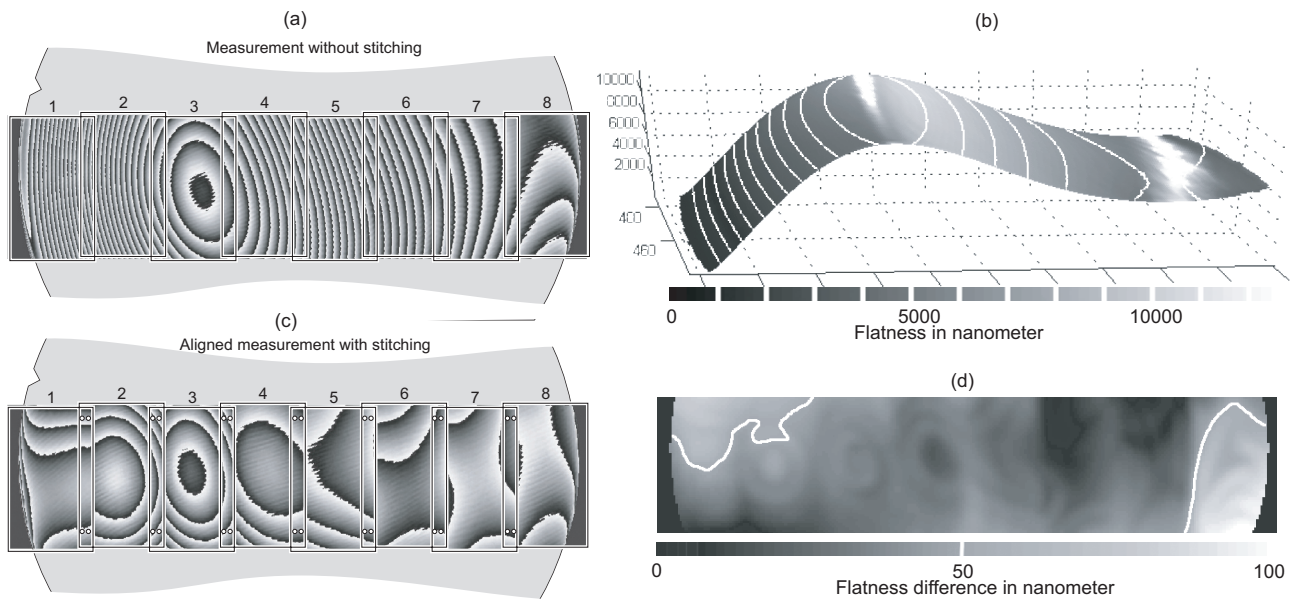 (a)
Measurement without stitching
1 2 3 4 5 6 7 8
(b)
10000
8000
6000
4000
2000
400
460
0 5000 10000
Flatness in nanometer
(c)
Aligned measurement with stitching
1 2 3 4 5 6 7 8
(d)
0 50 100
Flatness difference in nanometer